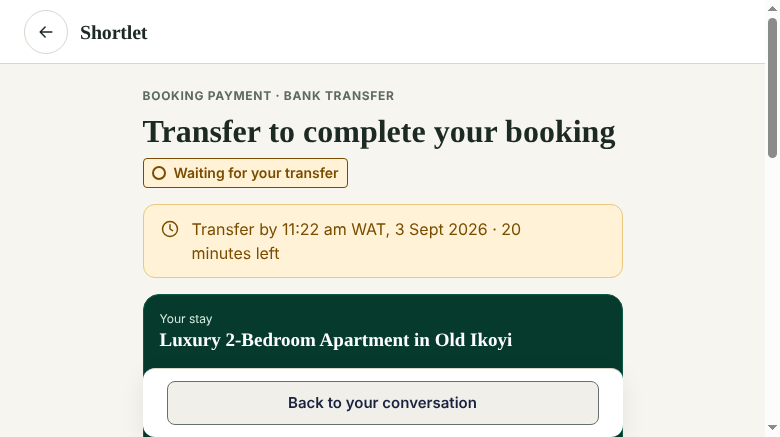 Shortlet
BOOKING PAYMENT · BANK TRANSFER
Transfer to complete your booking
Waiting for your transfer
Transfer by 11:22 am WAT, 3 Sept 2026 · 20
minutes left
Your stay
Luxury 2-Bedroom Apartment in Old Ikoyi
Back to your conversation